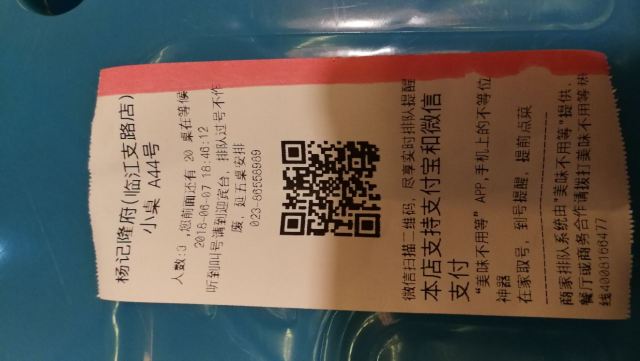 杨记隆府(临江支路店)
小桌 A44号
人数:3 ,您前面还有 20 桌在等候
2018-06-07 18:46:12
听到叫号请到迎宾台, 排队过号不作
废, 延五桌安排
023-86558989
微信扫描二维码, 尽享实时排队提醒
本店支持支付宝和微信
支付
"美味不用等" APP,手机上的不等位
神器
在家取号, 到号提醒, 提前点菜
商家排队系统由"美味不用等"提供,
餐厅或商务合作请拨打美味不用等热
线4008166477